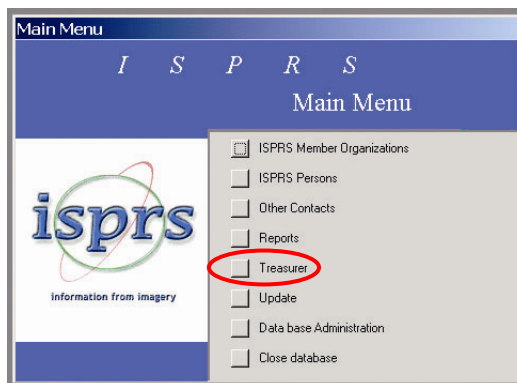 Main Menu
I S P R S
Main Menu
ISPRS Member Organizations
ISPRS Persons
Other Contacts
Reports
Treasurer
Update
Data base Administration
Close database
isprs
information from imagery